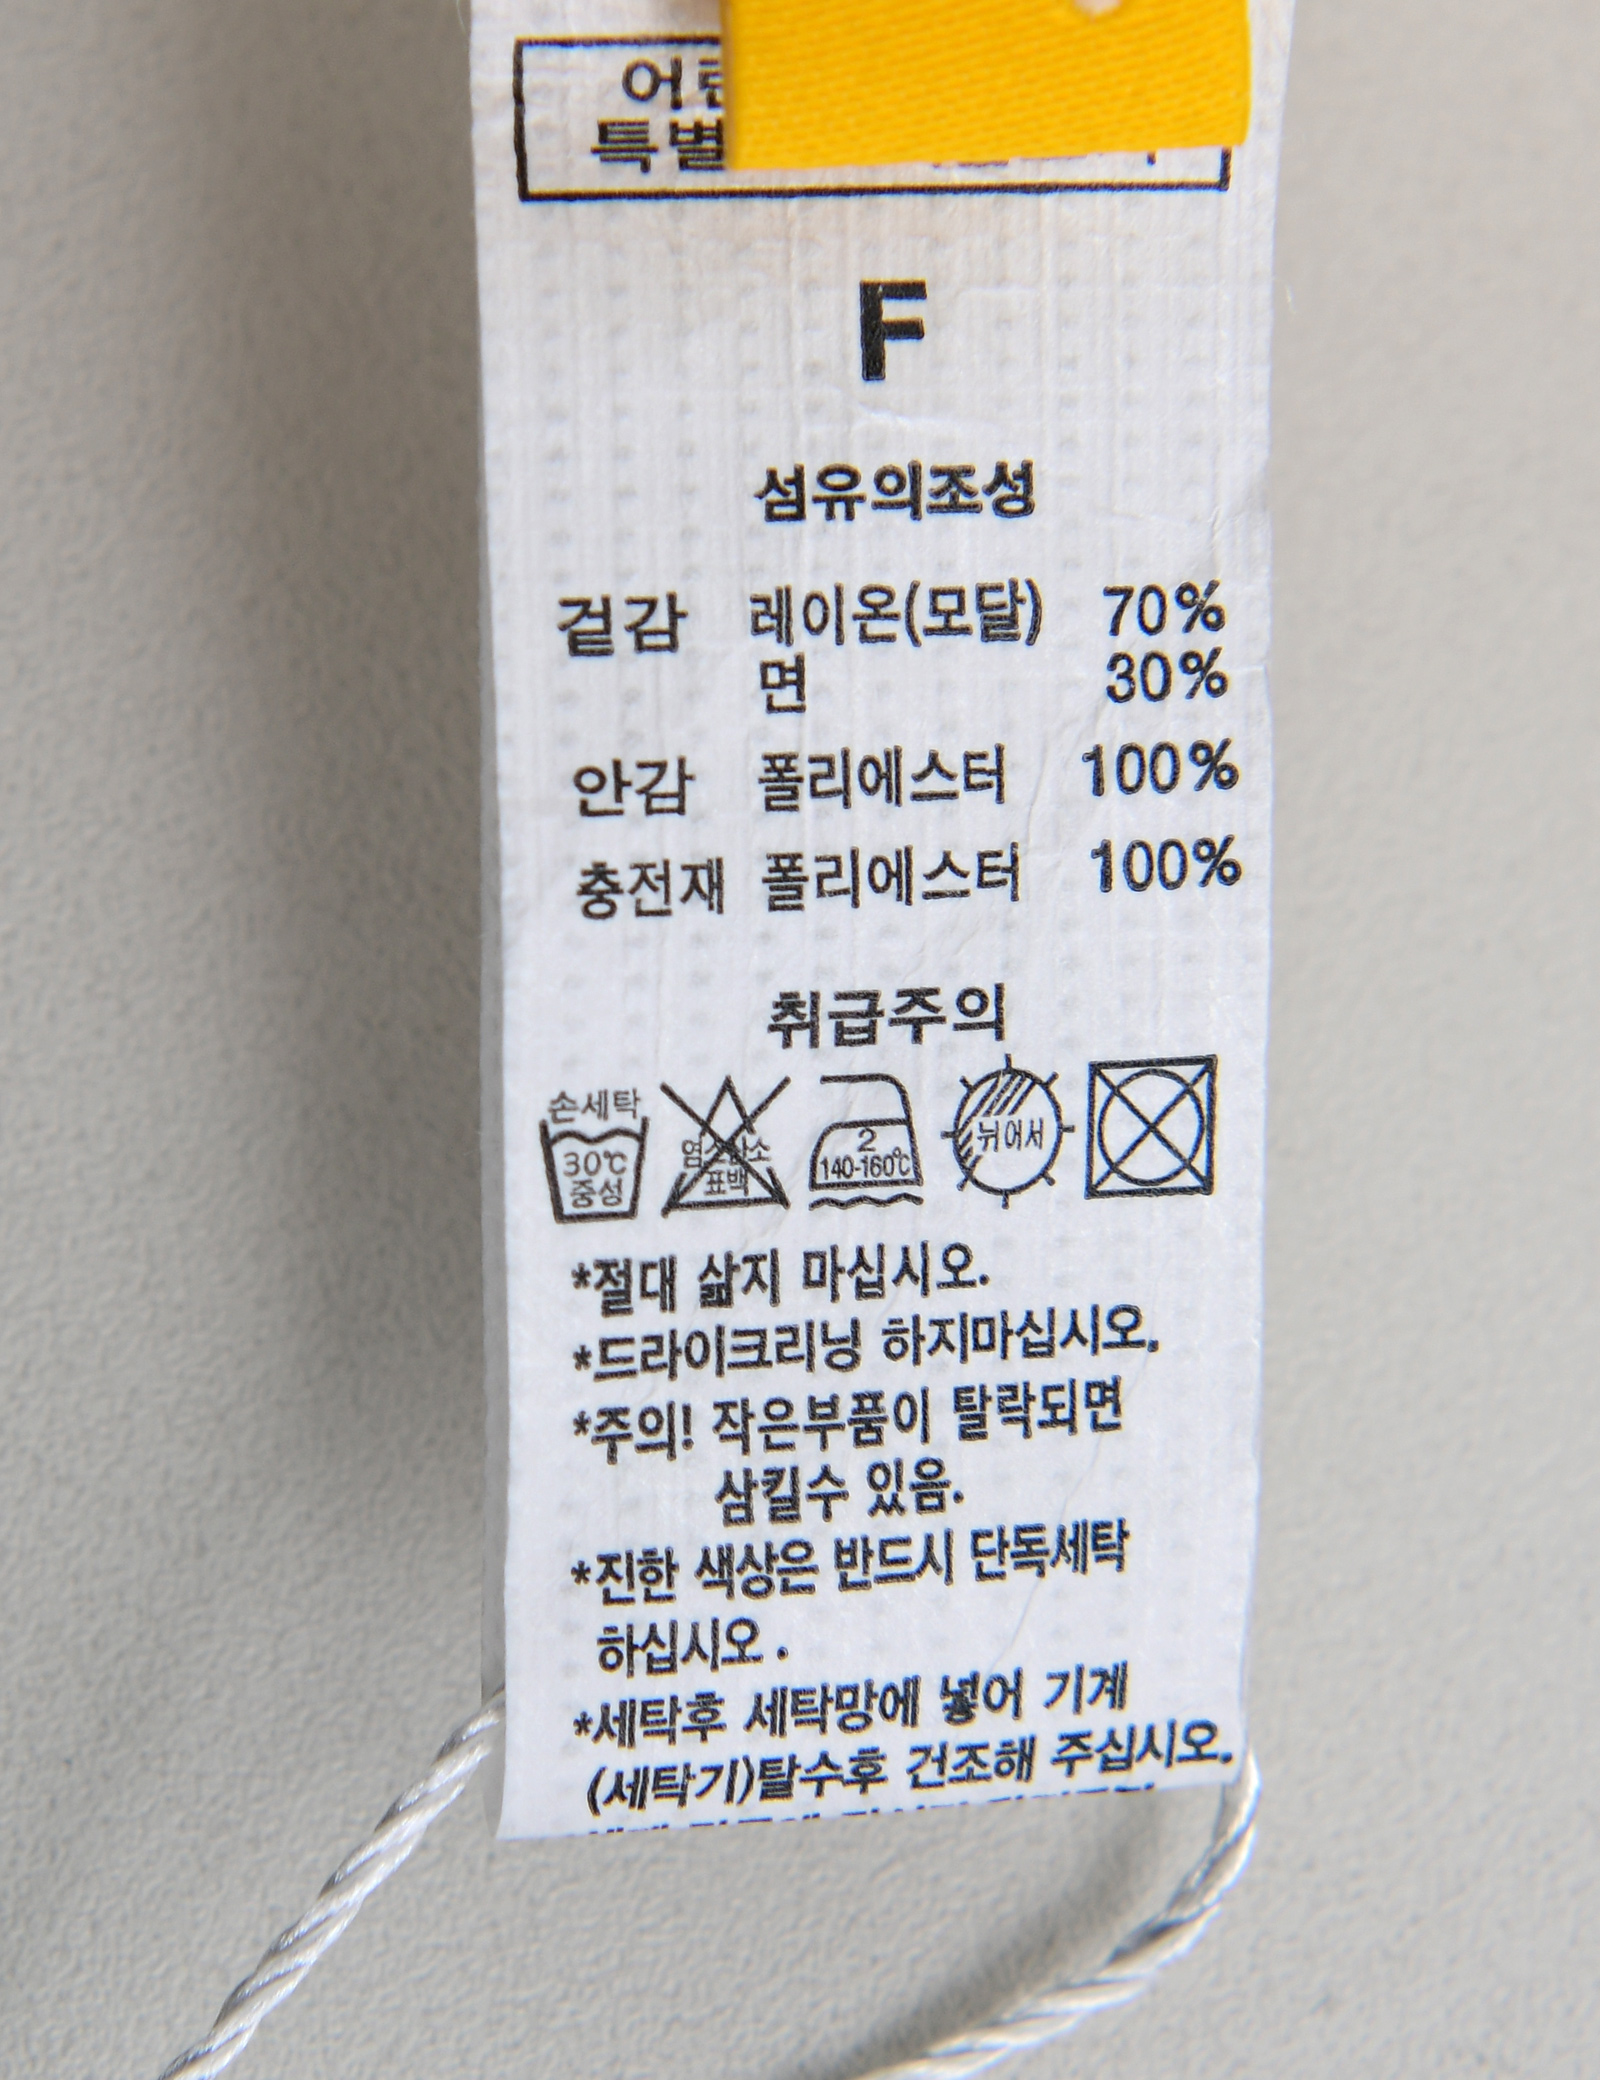 특별
F
섬유의조성
겉감 레이온(모달) 70%
면 30%
안감 폴리에스터 100%
충전재 폴리에스터 100%
취급주의
손세탁
30℃
중성
염소산소
표백
2
140-160℃
뉘어서
*절대 삶지 마십시오.
*드라이크리닝 하지마십시오.
*주의! 작은부품이 탈락되면
삼킬수 있음.
*진한 색상은 반드시 단독세탁
하십시오 .
*세탁후 세탁망에 넣어 기계
(세탁기)탈수후 건조해 주십시오.